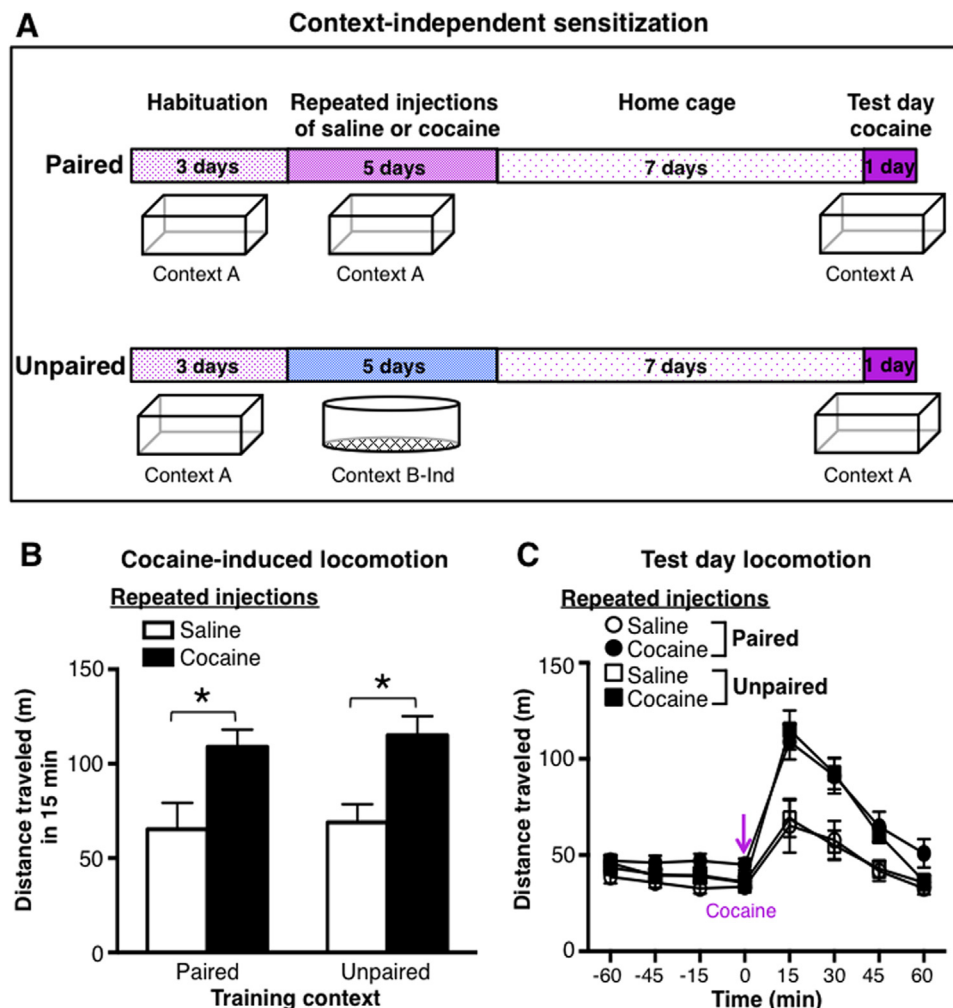 A
Context-independent sensitization
Habituation
Repeated injections
of saline or cocaine
Home cage
Test day
cocaine
Paired
3 days
5 days
7 days
1 day
Context A
Context A
Context A
Unpaired
3 days
5 days
7 days
1 day
Context A
Context B-Ind
Context A
B
Cocaine-induced locomotion
Repeated injections
Saline
Cocaine
Distance traveled (m)
in 15 min
150
100
50
0
*
*
Paired
Unpaired
Training context
C
Test day locomotion
Repeated injections
Saline
Cocaine
Paired
Saline
Cocaine
Unpaired
Distance traveled (m)
150
100
50
0
Cocaine
-60 -45 -15 0 15 30 45 60
Time (min)